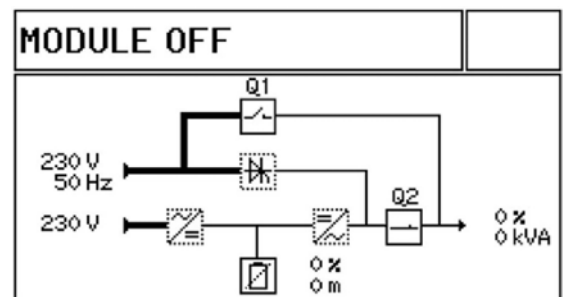 MODULE OFF
Q1
230 V
50 Hz
Q2
230 V
0 %
0 kVA
0 %
0 m